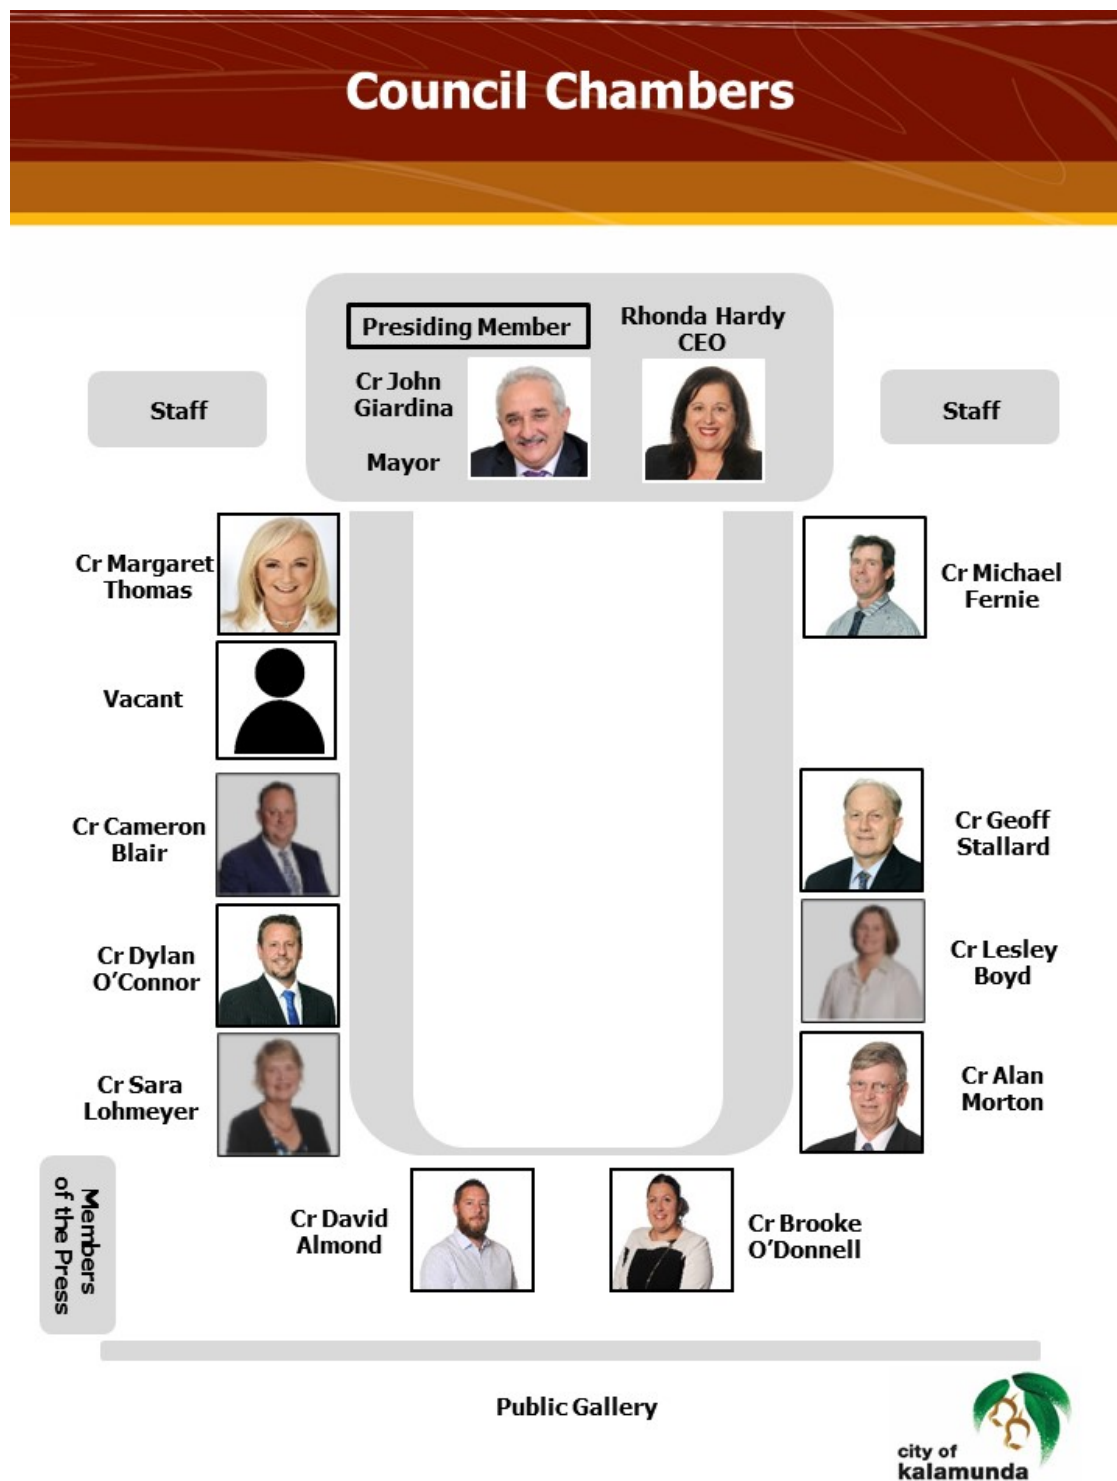 Council Chambers
Presiding Member
Rhonda Hardy
CEO
Cr John
Giardina
Mayor
Staff
Staff
Cr Margaret
Thomas
Cr Michael
Fernie
Vacant
Cr Cameron
Blair
Cr Geoff
Stallard
Cr Dylan
O'Connor
Cr Lesley
Boyd
Cr Sara
Lohmeyer
Cr Alan
Morton
Members
of the Press
Cr David
Almond
Cr Brooke
O'Donnell
Public Gallery
city of
kalamunda